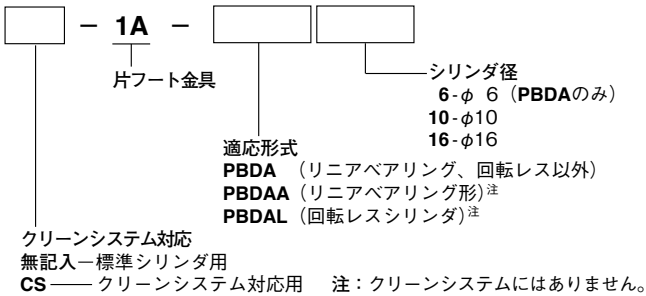 − 1A −
片フート金具
シリンダ径
6-φ 6（PBDAのみ）
10-φ10
16-φ16
適応形式
PBDA （リニアベアリング、回転レス以外）
PBDAA（リニアベアリング形）注
PBDAL（回転レスシリンダ）注
クリーンシステム対応
無記入―標準シリンダ用
CS――クリーンシステム対応用 注：クリーンシステムにはありません。